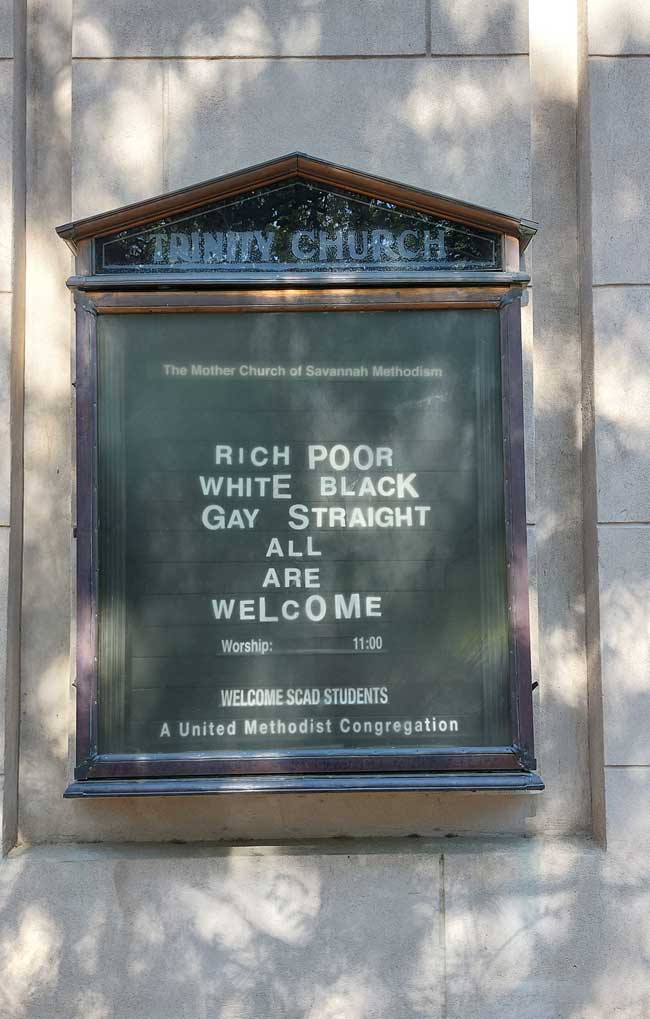 TRINITY CHURCH
The Mother Church of Savannah Methodism
RICH POOR
WHITE BLACK
GAY STRAIGHT
ALL
ARE
WELCOME
Worship: 11:00
WELCOME SCAD STUDENTS
A United Methodist Congregation